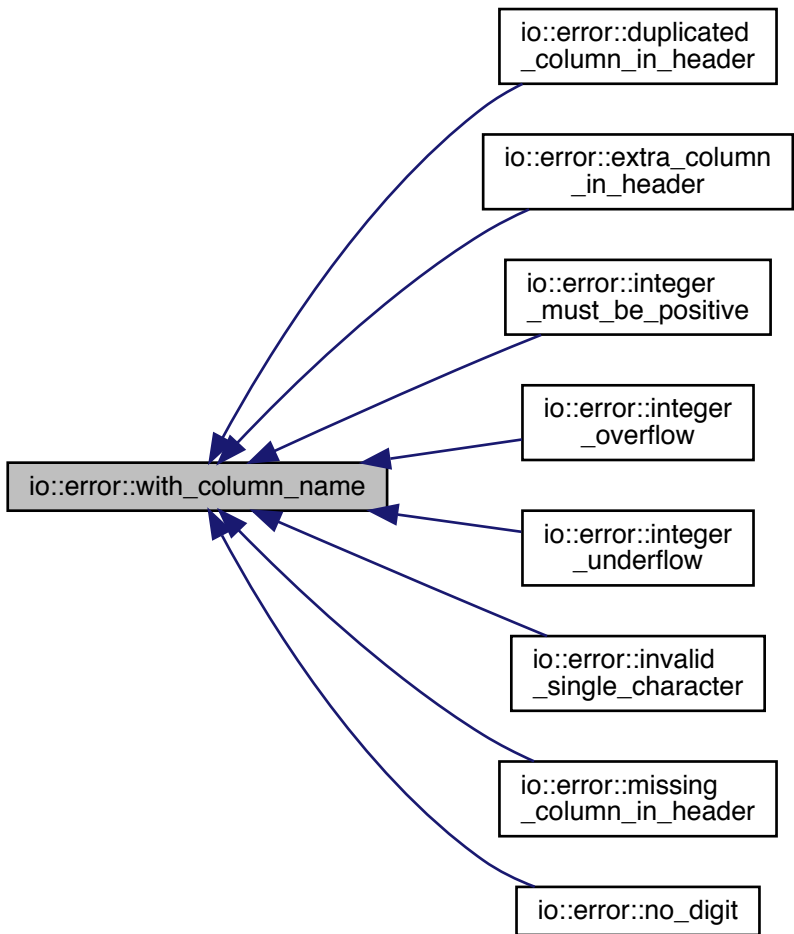 io::error::duplicated
_column_in_header
io::error::extra_column
_in_header
io::error::integer
_must_be_positive
io::error::integer
_overflow
io::error::with_column_name
io::error::integer
_underflow
io::error::invalid
_single_character
io::error::missing
_column_in_header
io::error::no_digit